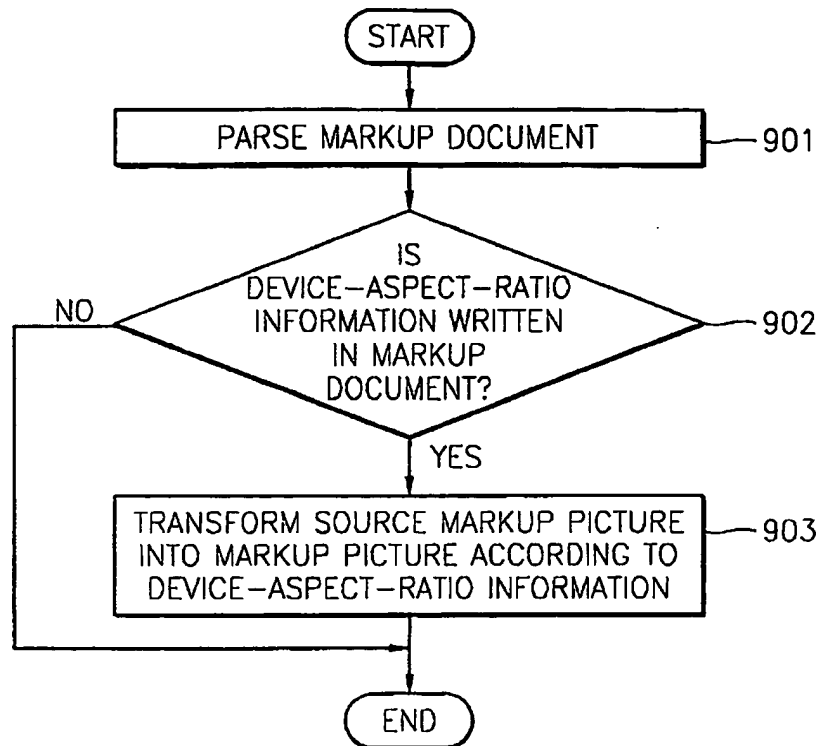 START
PARSE MARKUP DOCUMENT
901
IS
DEVICE-ASPECT-RATIO
INFORMATION WRITTEN
IN MARKUP
DOCUMENT?
902
NO
YES
TRANSFORM SOURCE MARKUP PICTURE
INTO MARKUP PICTURE ACCORDING TO
DEVICE-ASPECT-RATIO INFORMATION
903
END